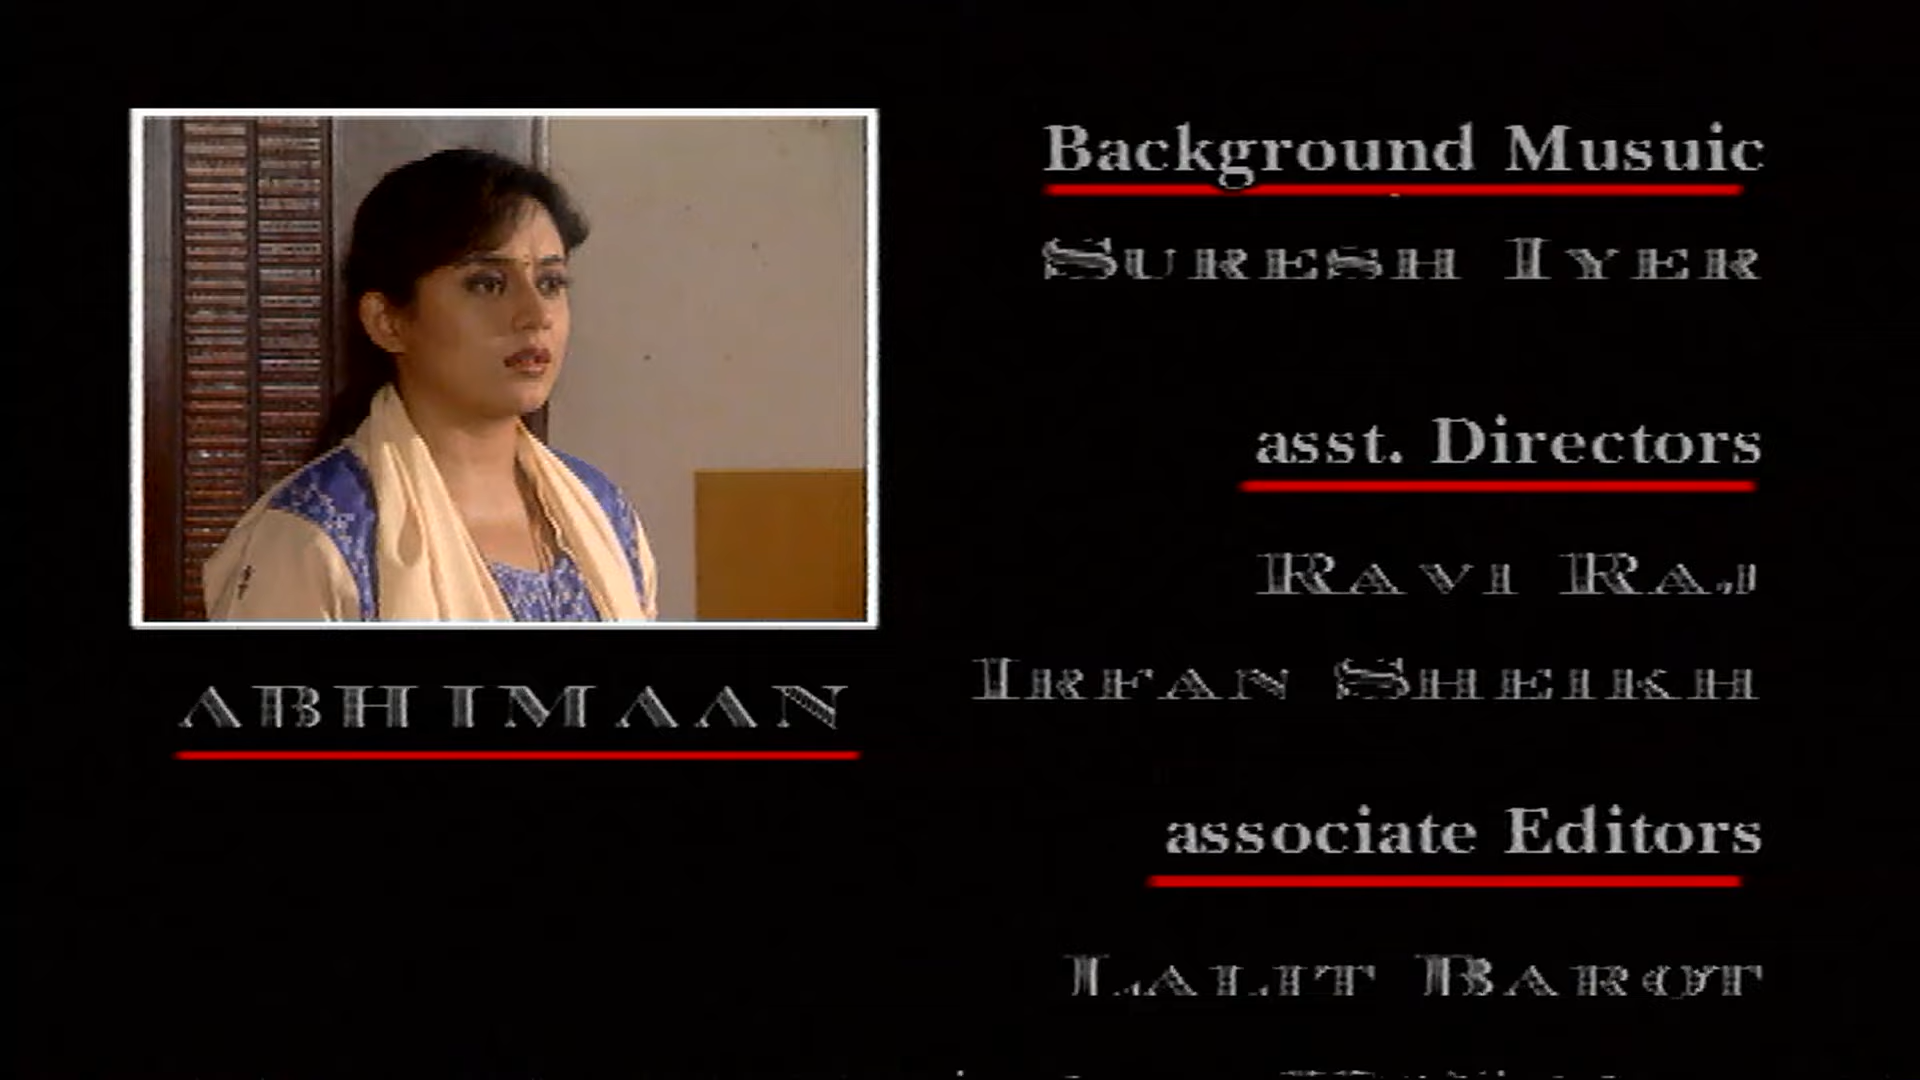 ABHIMAAN
Background Musuic
SURESH IYER
asst. Directors
RAVI RAJ
IRFAN SHEIKH
associate Editors
LALIT BAROT